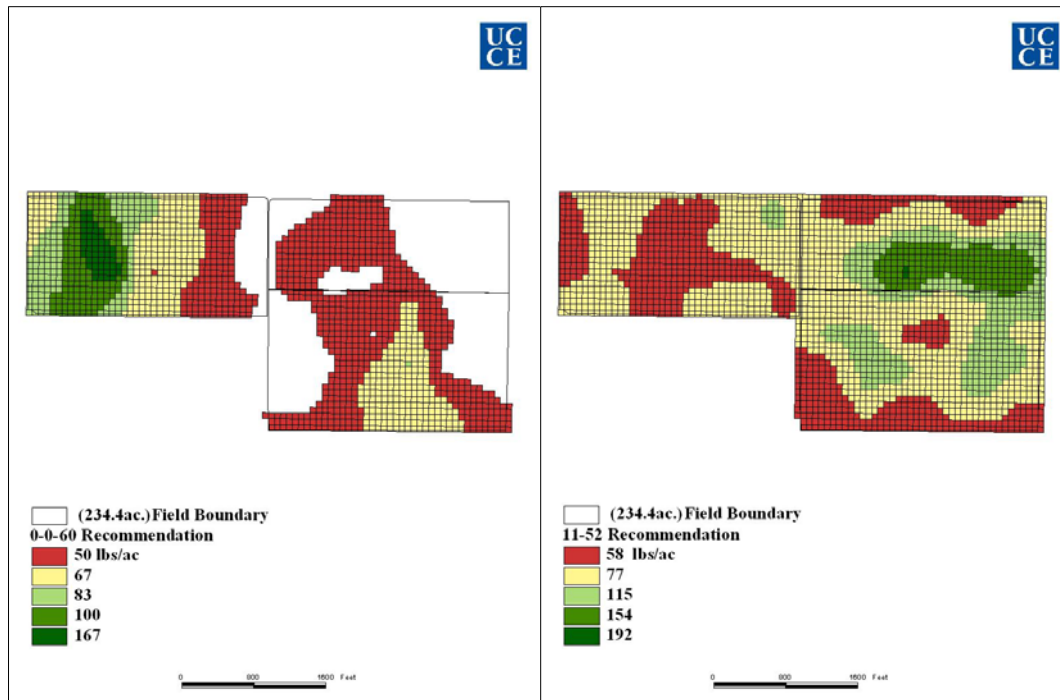 UC
CE
(234.4ac.)Field Boundary
0-0-60 Recommendation
50 lbs/ac
67
83
100
167
0 800 1600 Feet
UC
CE
(234.4ac.)Field Boundary
11-52 Recommendation
58 lbs/ac
77
115
154
192
0 800 1600 Feet